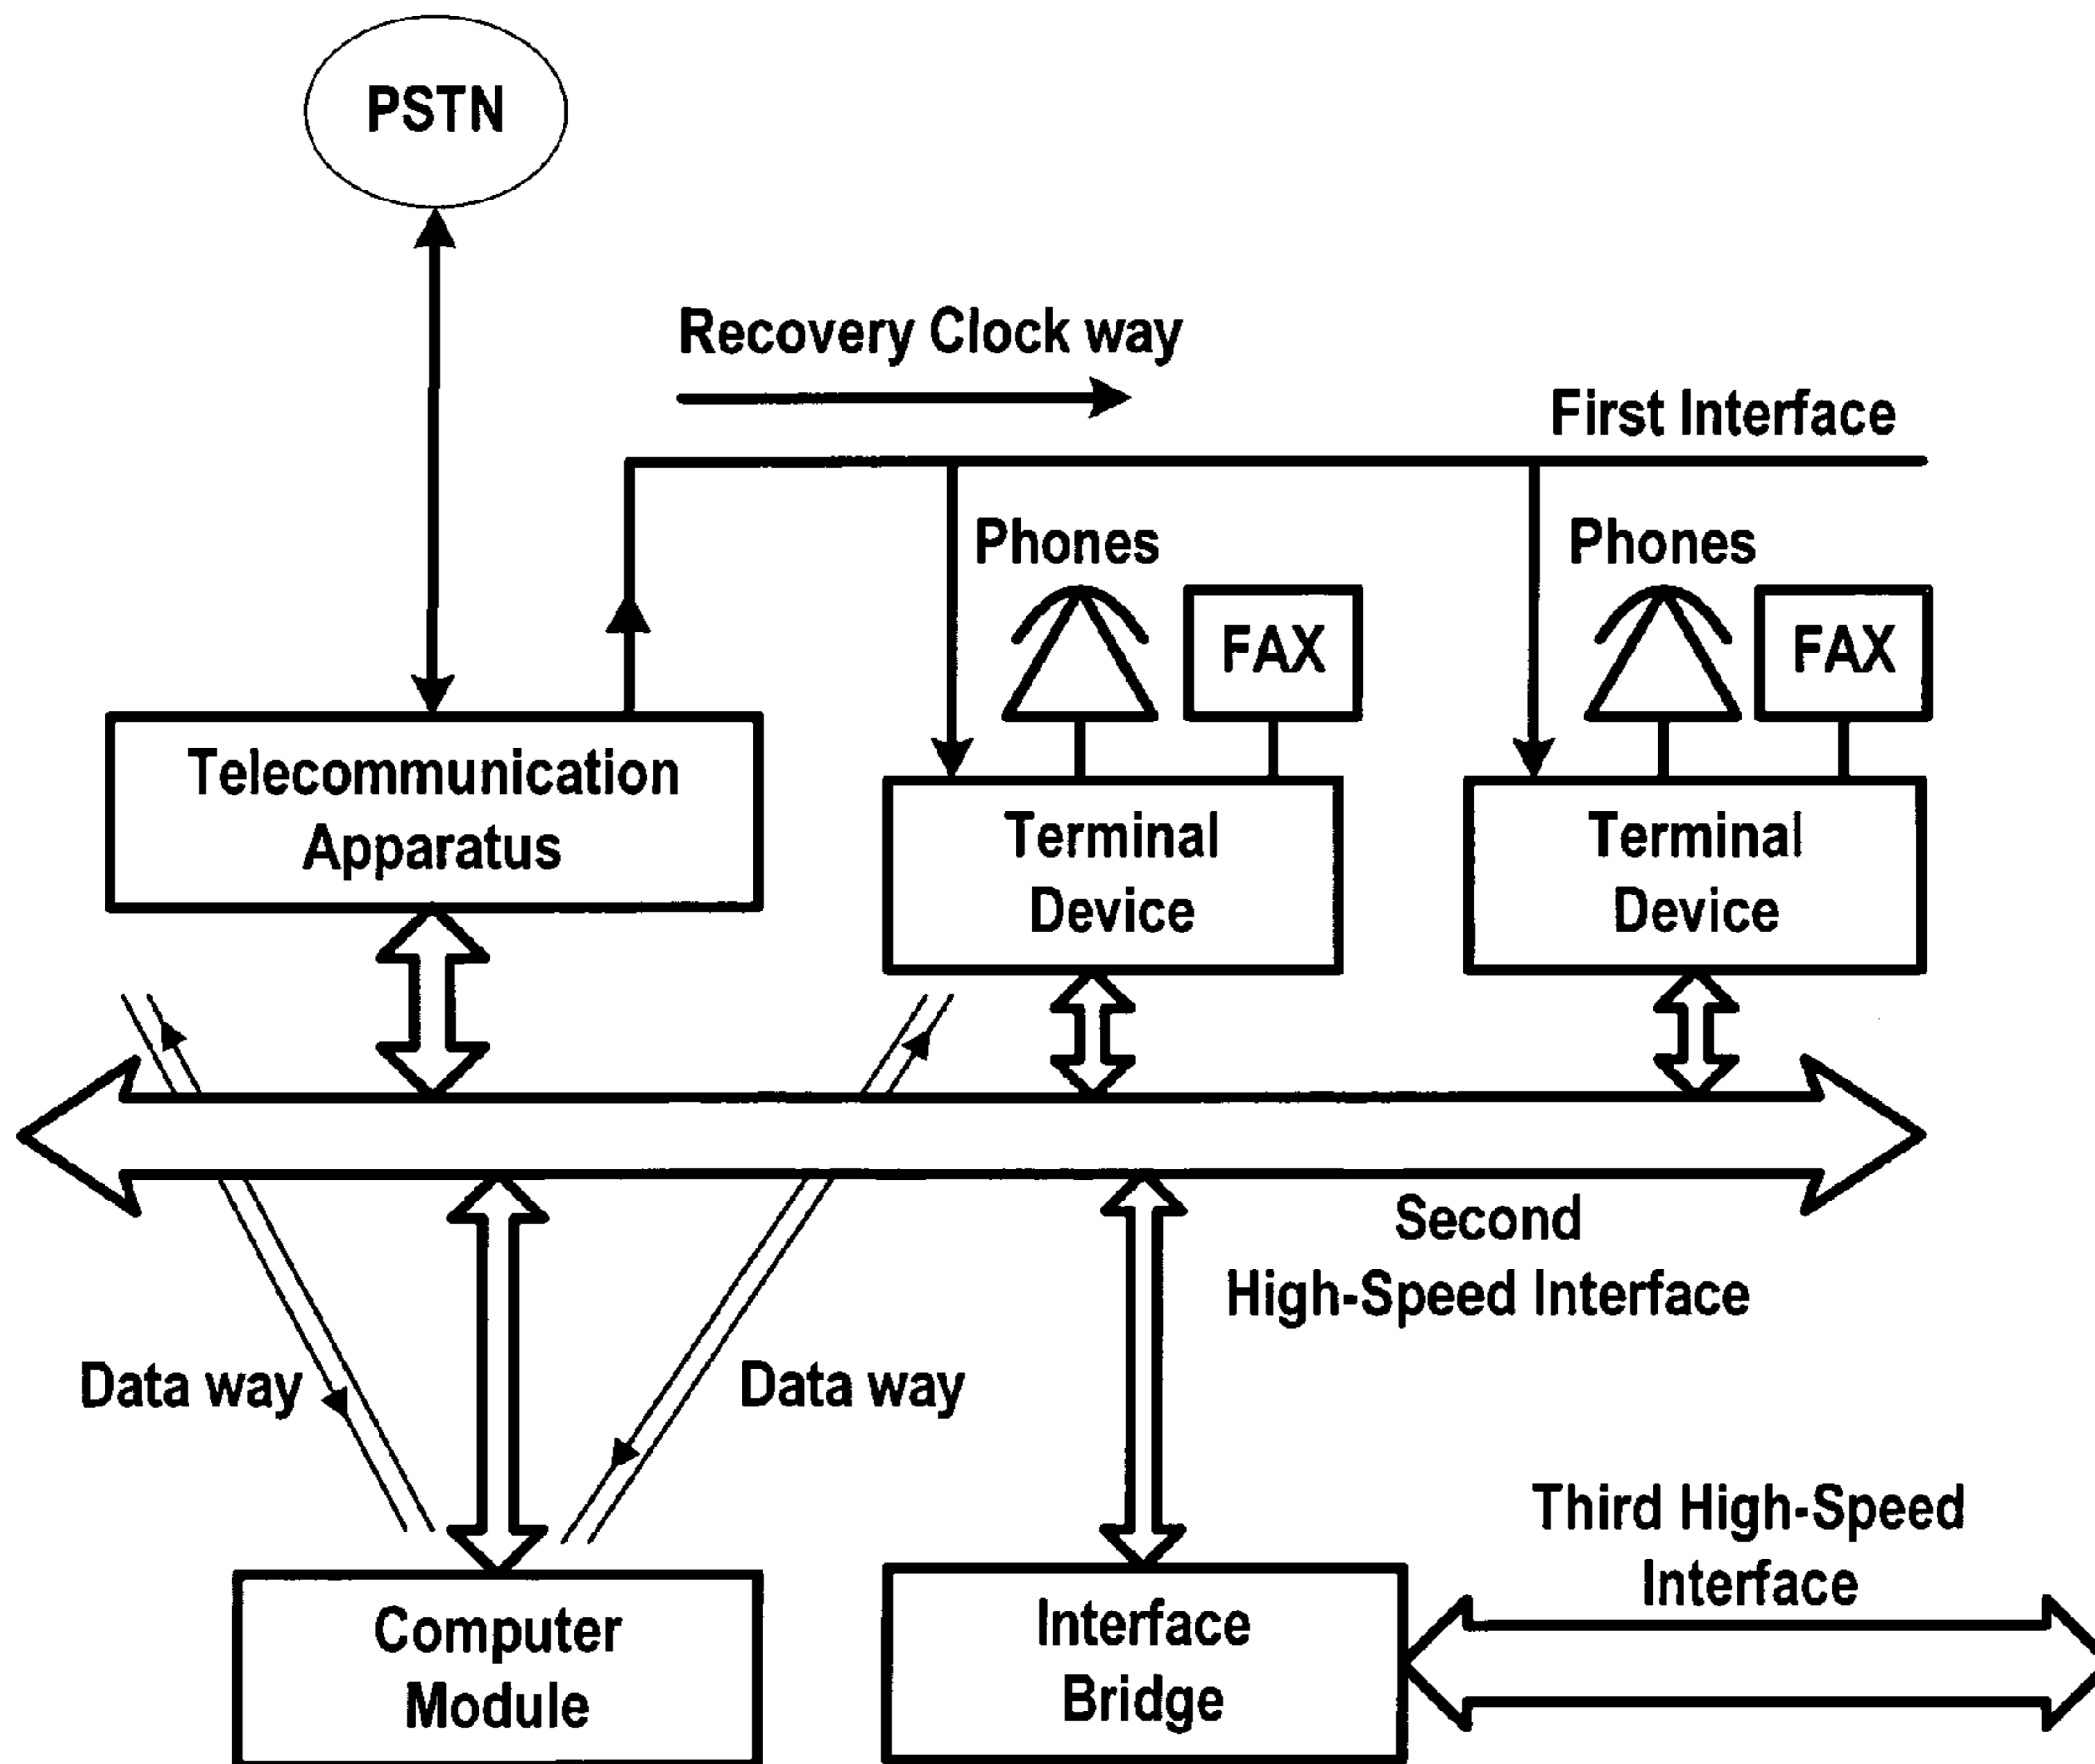 PSTN
Recovery Clock way
First Interface
Phones
Phones
FAX
FAX
Telecommunication
Apparatus
Terminal
Device
Terminal
Device
Second
High-Speed Interface
Data way
Data way
Third High-Speed
Interface
Computer
Module
Interface
Bridge